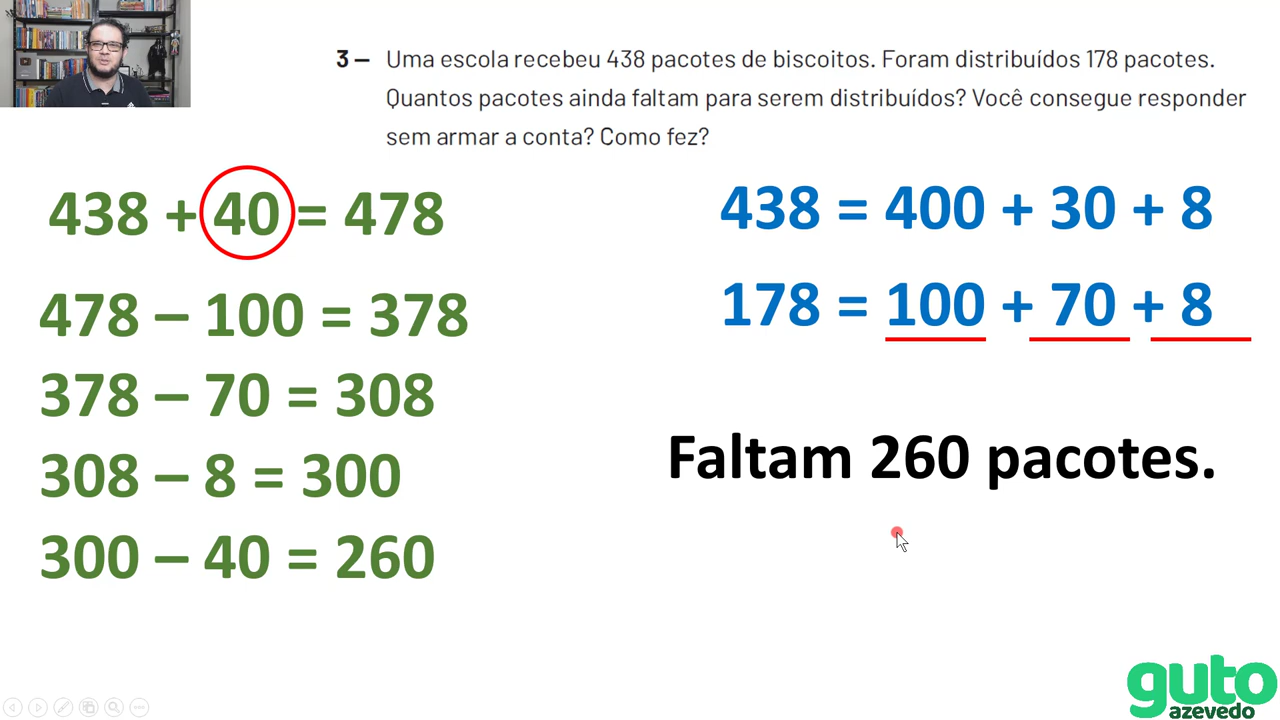 3 – Uma escola recebeu 438 pacotes de biscoitos. Foram distribuídos 178 pacotes.
Quantos pacotes ainda faltam para serem distribuídos? Você consegue responder
sem armar a conta? Como fez?
438 + 40 = 478
478 – 100 = 378
378 – 70 = 308
308 – 8 = 300
300 – 40 = 260
438 = 400 + 30 + 8
178 = 100 + 70 + 8
Faltam 260 pacotes.
guto
azevedo